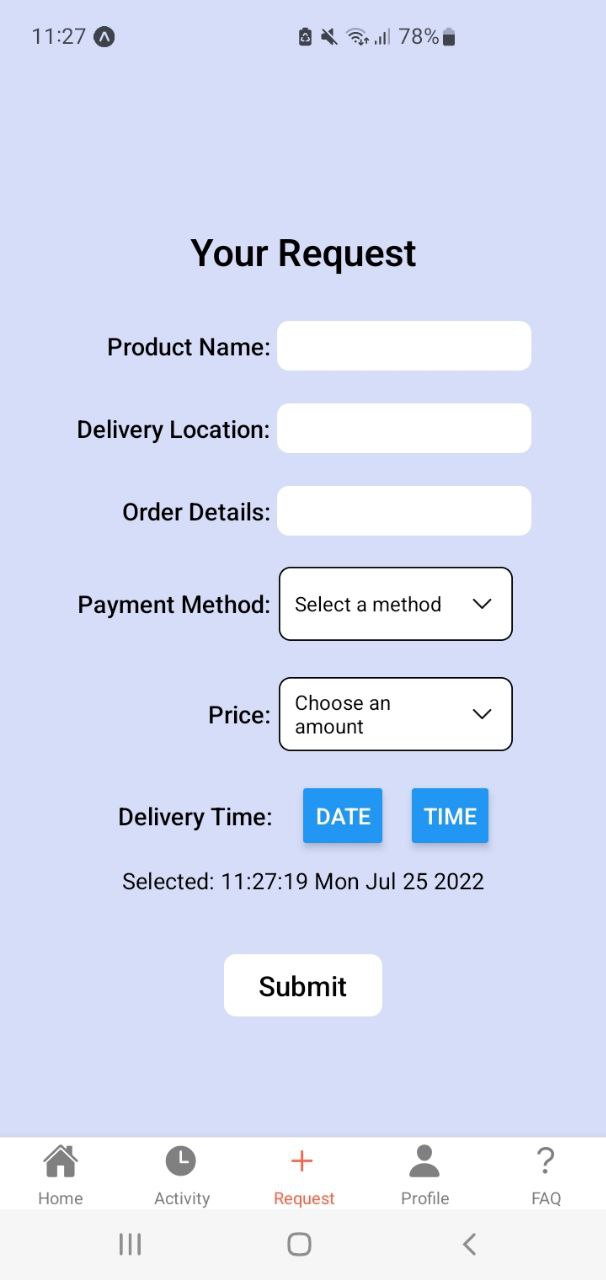 11:27 78%
Your Request
Product Name:
Delivery Location:
Order Details:
Payment Method: Select a method
Price: Choose an
amount
Delivery Time: DATE TIME
Selected: 11:27:19 Mon Jul 25 2022
Submit
Home Activity Request Profile FAQ